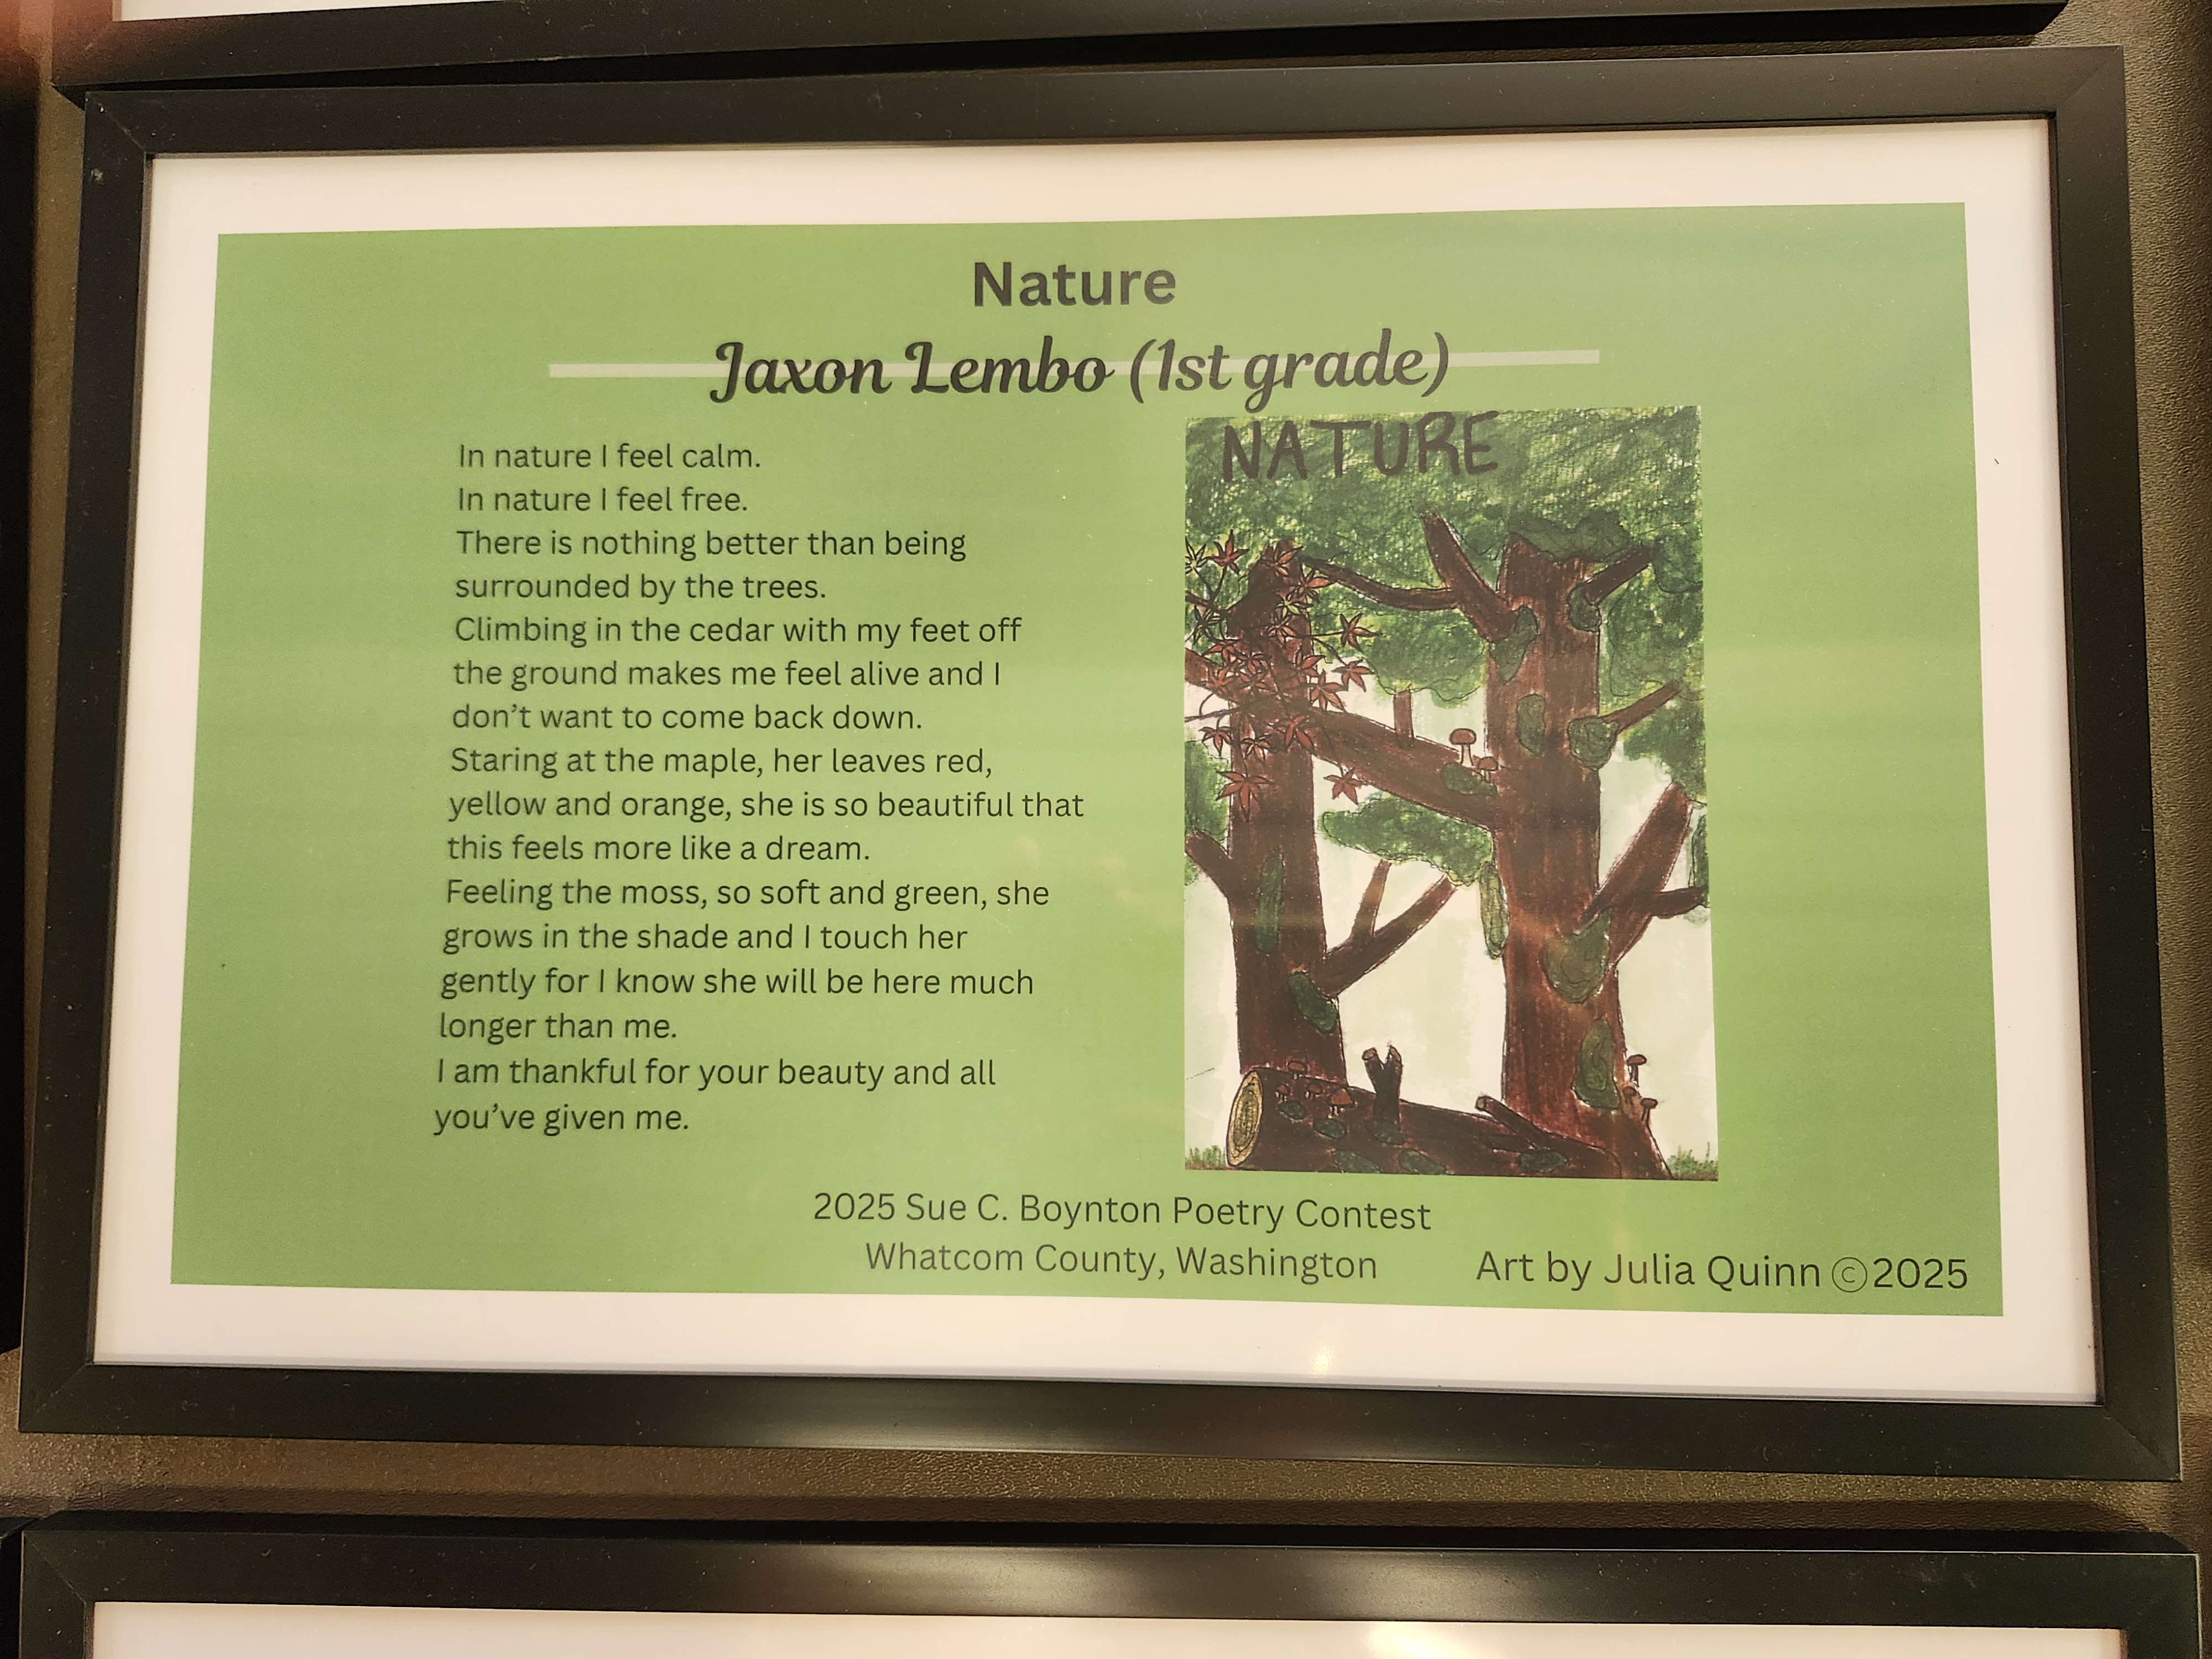 Nature
Jaxon Lembo (1st grade)
In nature I feel calm.
In nature I feel free.
There is nothing better than being
surrounded by the trees.
Climbing in the cedar with my feet off
the ground makes me feel alive and I
don’t want to come back down.
Staring at the maple, her leaves red,
yellow and orange, she is so beautiful that
this feels more like a dream.
Feeling the moss, so soft and green, she
grows in the shade and I touch her
gently for I know she will be here much
longer than me.
I am thankful for your beauty and all
you’ve given me.
NATURE
2025 Sue C. Boynton Poetry Contest
Whatcom County, Washington
Art by Julia Quinn ©2025